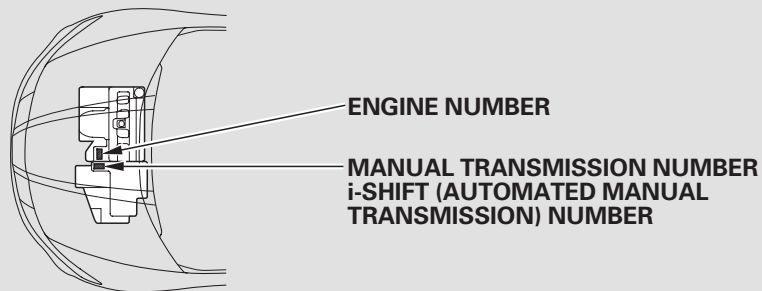 ENGINE NUMBER
MANUAL TRANSMISSION NUMBER
i-SHIFT (AUTOMATED MANUAL
TRANSMISSION) NUMBER